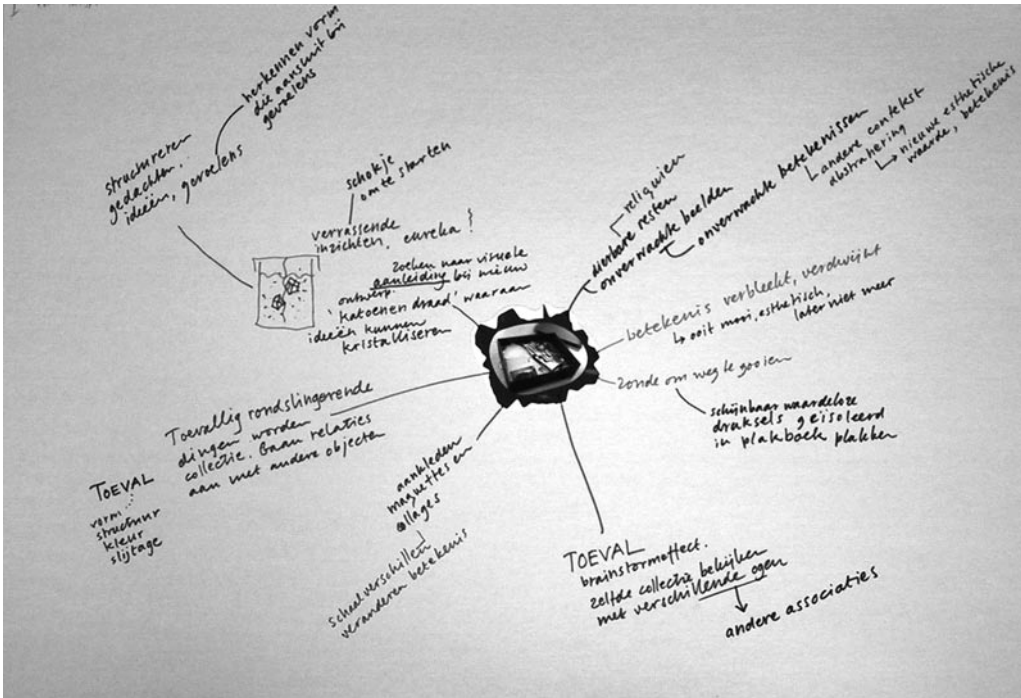 herkennen vorm
die aansluit bij
gevoelens
structureren
gedachten,
ideeën, gevoelens
schokje
om te starten
verrassende
inzichten, eureka!
zoeken naar visuele
aanleiding bij nieuw
ontwerp.
'katoenen draad' waaraan
ideeën kunnen
kristalliseren
reliquien
dierbare resten
onverwachte beelden
onverwachte betekenissen
andere contekst
abstrahering
nieuwe esthetische
waarde, betekenis
betekenis verbleekt, verdwijnt
ooit mooi, esthetisch,
later niet meer
zonde om weg te gooien
schijnbaar waardeloze
druksels geïsoleerd
in plakboek plakken
Toevallig rondslingerende
dingen worden
collectie. Gaan relaties
aan met andere objecten
TOEVAL
vorm
structuur
kleur
slijtage
aankleden
maquettes en
collages
schaalverschillen
veranderen betekenis
TOEVAL
brainstormeffect.
zelfde collectie bekijken
met verschillende ogen
andere associaties